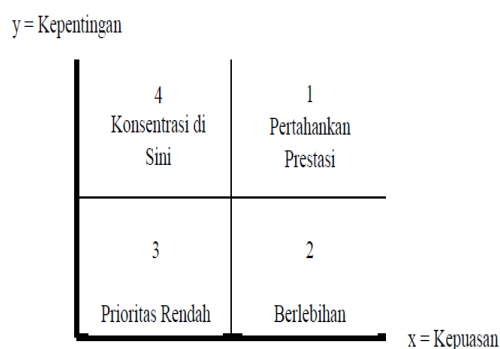 y = Kepentingan
4
Konsentrasi di
Sini
1
Pertahankan
Prestasi
3
Prioritas Rendah
2
Berlebihan
x = Kepuasan